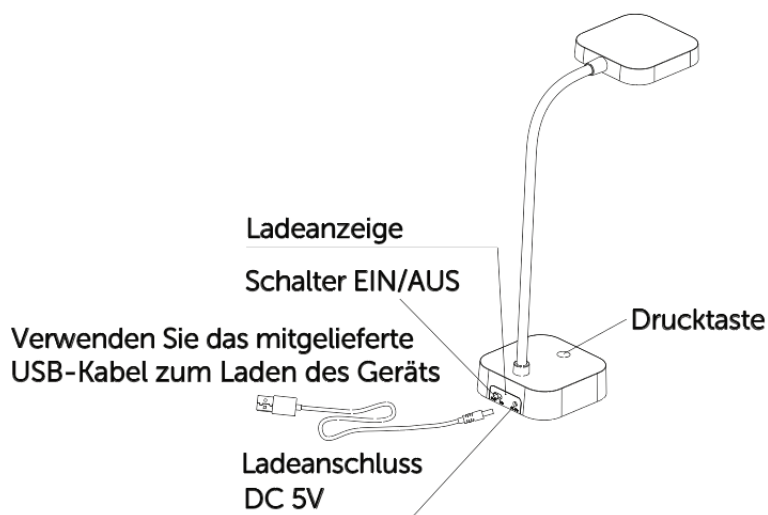 Ladeanzeige
Schalter EIN/AUS
Drucktaste
Verwenden Sie das mitgelieferte
USB-Kabel zum Laden des Geräts
Ladeanschluss
DC 5V